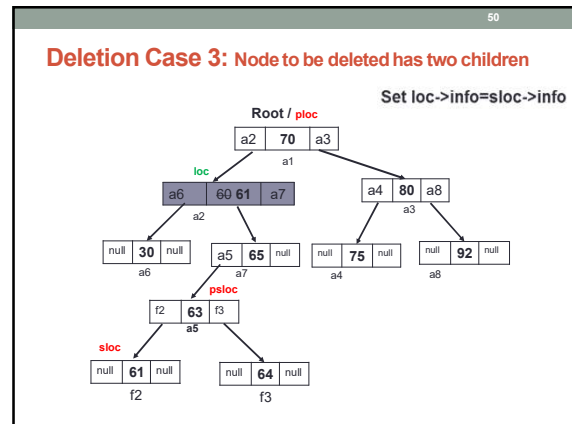 50
Deletion Case 3: Node to be deleted has two children
Set loc->info=sloc->info
Root / ploc
a2 70 a3
a1
loc
a6 60 61 a7
a2
a4 80 a8
a3
null 30 null
a6
a5 65 null
a7
null 75 null
a4
null 92 null
a8
psloc
f2 63 f3
a5
sloc
null 61 null
f2
null 64 null
f3